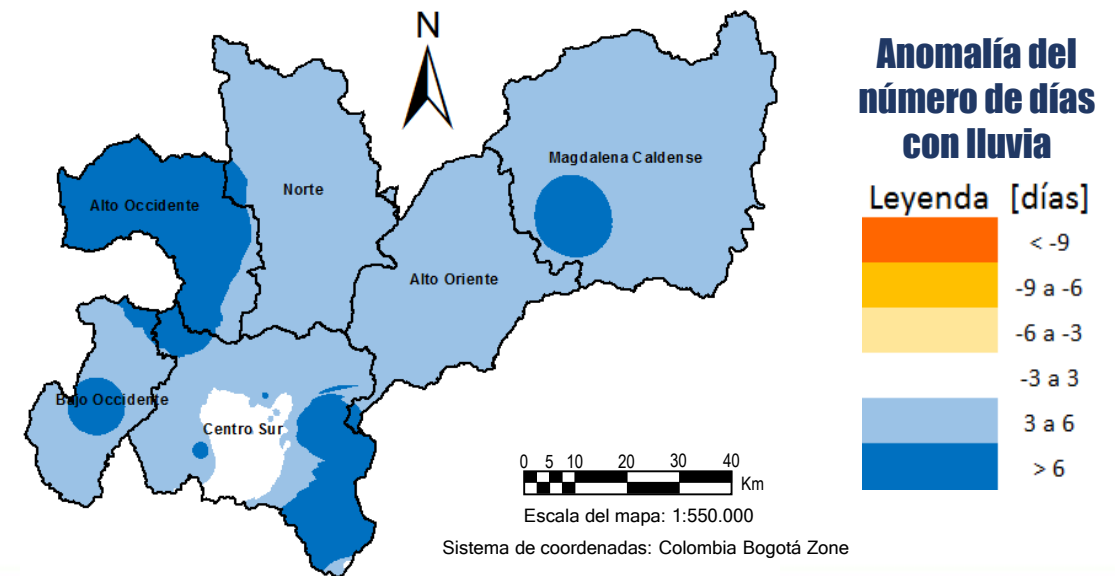 N
Anomalía del
número de días
con lluvia
Leyenda [días]
< -9
-9 a -6
-6 a -3
-3 a 3
3 a 6
> 6
Magdalena Caldense
Norte
Alto Occidente
Alto Oriente
Bajo Occidente
Centro Sur
0 5 10 20 30 40
Km
Escala del mapa: 1:550.000
Sistema de coordenadas: Colombia Bogotá Zone